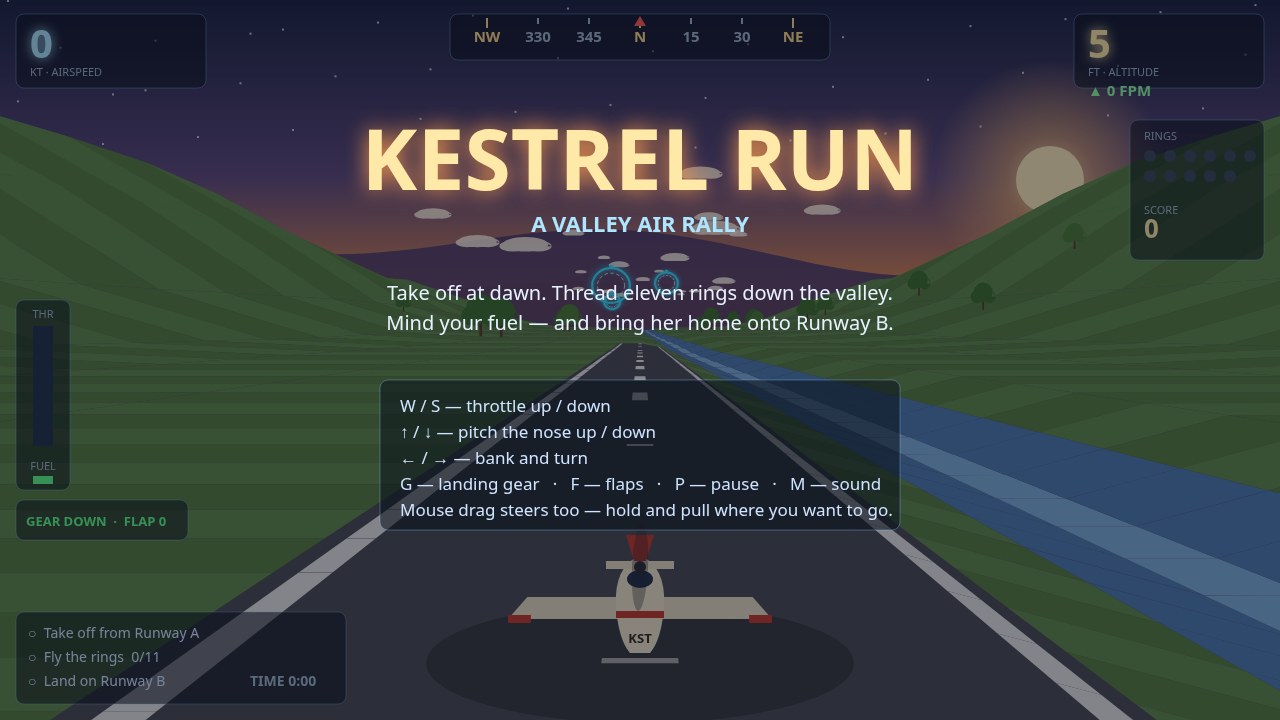 0
KT · AIRSPEED
NW 330 345 N 15 30 NE
5
FT · ALTITUDE
▲ 0 FPM
KESTREL RUN
A VALLEY AIR RALLY
RINGS
SCORE
0
Take off at dawn. Thread eleven rings down the valley.
Mind your fuel — and bring her home onto Runway B.
THR
FUEL
W / S — throttle up / down
↑ / ↓ — pitch the nose up / down
← / → — bank and turn
G — landing gear · F — flaps · P — pause · M — sound
Mouse drag steers too — hold and pull where you want to go.
GEAR DOWN · FLAP 0
KST
○ Take off from Runway A
○ Fly the rings 0/11
○ Land on Runway B TIME 0:00